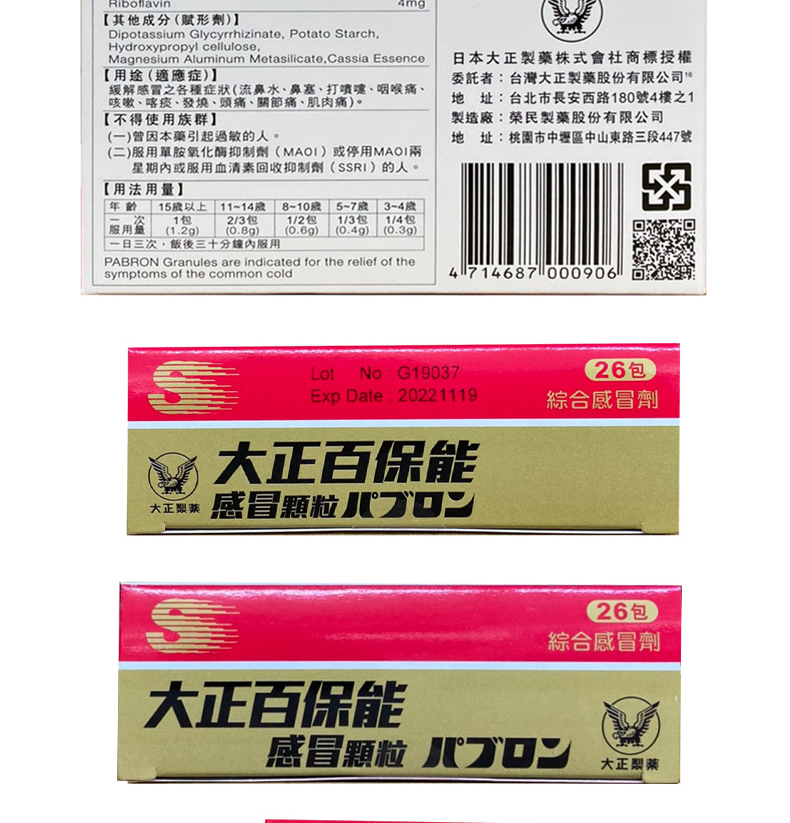 Riboflavin 4mg
【其他成分(賦形劑)】
Dipotassium Glycyrrhizinate, Potato Starch,
Hydroxypropyl cellulose,
Magnesium Aluminum Metasilicate,Cassia Essence
【用途(適應症)】
緩解感冒之各種症狀(流鼻水、鼻塞、打噴嚏、咽喉痛、
咳嗽、喀痰、發燒、頭痛、關節痛、肌肉痛)。
【不得使用族群】
(一)曾因本藥引起過敏的人。
(二)服用單胺氧化酶抑制劑(MAOI)或停用MAOI兩
星期內或服用血清素回收抑制劑(SSRI)的人。
【用法用量】
年齡 15歲以上 11~14歲 8~10歲 5~7歲 3~4歲
一次 1包 2/3包 1/2包 1/3包 1/4包
服用量 (1.2g) (0.8g) (0.6g) (0.4g) (0.3g)
一日三次,飯後三十分鐘內服用
PABRON Granules are indicated for the relief of the
symptoms of the common cold
日本大正製藥株式會社商標授權
委託者:台灣大正製藥股份有限公司16
地 址:台北市長安西路180號4樓之1
製造廠:榮民製藥股份有限公司
地 址:桃園市中壢區中山東路三段447號
4 714687 000906
S
Lot No : G19037
Exp Date : 20221119
26包
綜合感冒劑
大正製薬
大正百保能
感冒顆粒 パブロン
S
26包
綜合感冒劑
大正百保能
感冒顆粒 パブロン
大正製薬